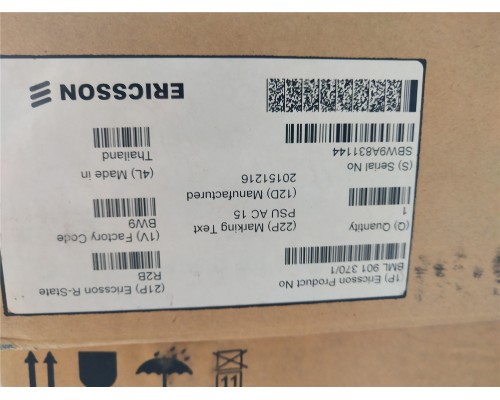 (1P) Ericsson Product No
BML 901 370/1
(21P) Ericsson R-State
R2B
(Q) Quantity
1
(22P) Marking Text
PSU AC 15
(1V) Factory Code
BW9
(S) Serial No
SBW9A831144
(12D) Manufactured
20151216
(4L) Made in
Thailand
ERICSSON
11